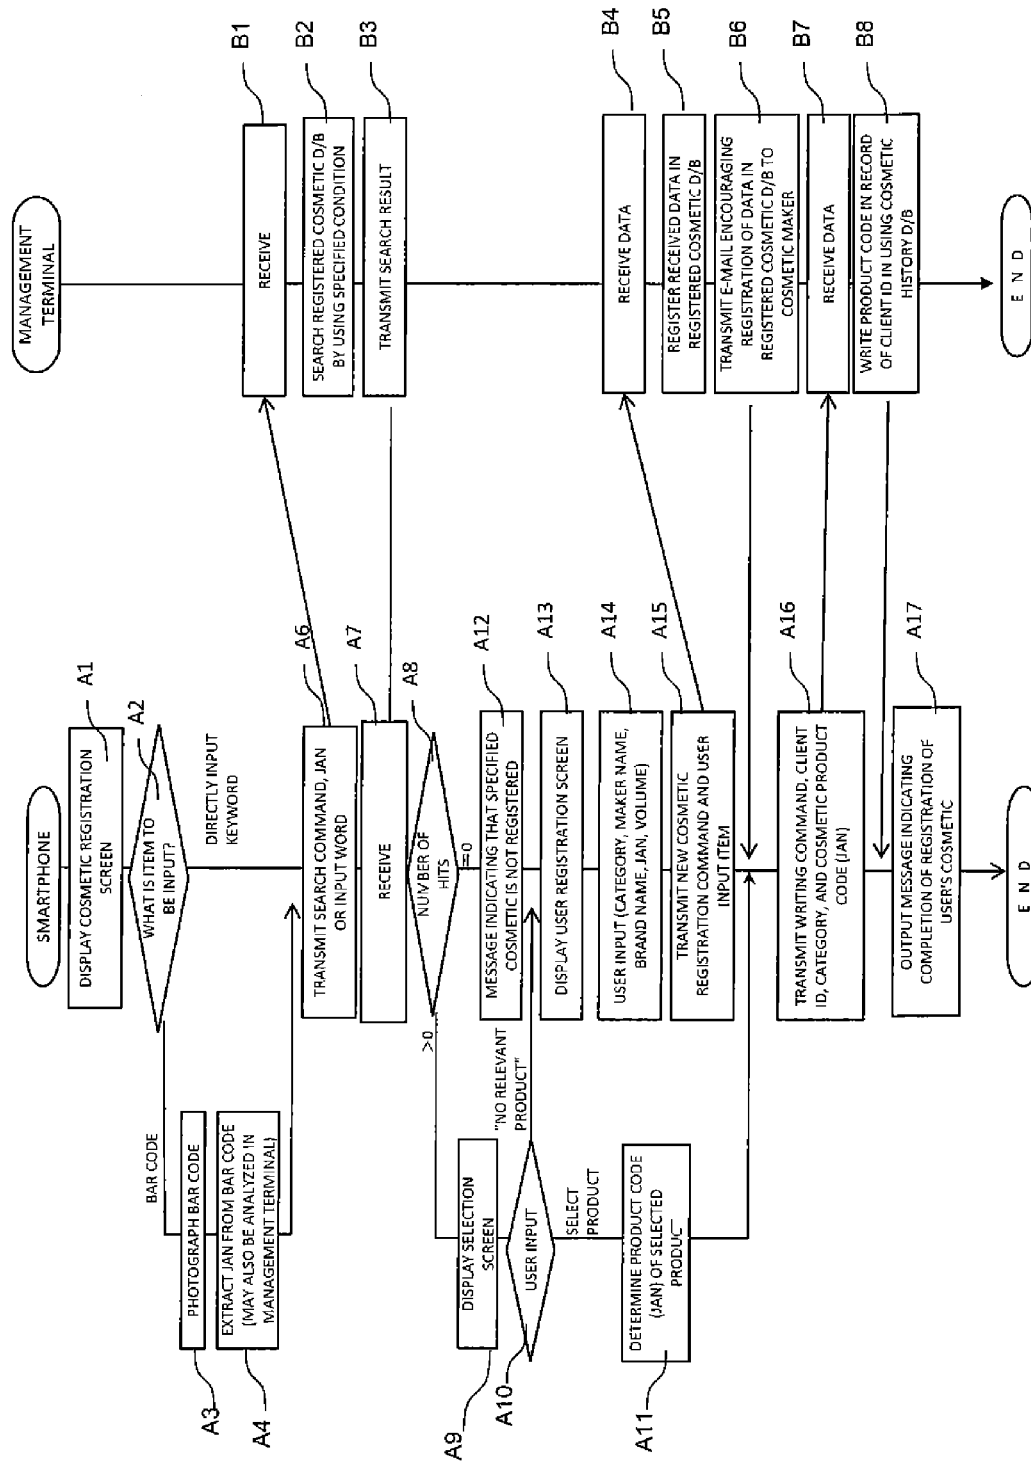 SMARTPHONE
DISPLAY COSMETIC REGISTRATION
SCREEN
A1
WHAT IS ITEM TO
BE INPUT?
A2
BAR CODE
DIRECTLY INPUT
KEYWORD
PHOTOGRAPH BAR CODE
A3
EXTRACT JAN FROM BAR CODE
(MAY ALSO BE ANALYZED IN
MANAGEMENT TERMINAL)
A4
TRANSMIT SEARCH COMMAND, JAN
OR INPUT WORD
A6
RECEIVE
A7
NUMBER OF
HITS
A8
>0
=0
DISPLAY SELECTION
SCREEN
A9
USER INPUT
A10
"NO RELEVANT
PRODUCT"
SELECT
PRODUCT
DETERMINE PRODUCT CODE
(JAN) OF SELECTED
PRODUCT
A11
MESSAGE INDICATING THAT SPECIFIED
COSMETIC IS NOT REGISTERED
A12
DISPLAY USER REGISTRATION SCREEN
A13
USER INPUT (CATEGORY, MAKER NAME,
BRAND NAME, JAN, VOLUME)
A14
TRANSMIT NEW COSMETIC
REGISTRATION COMMAND AND USER
INPUT ITEM
A15
TRANSMIT WRITING COMMAND, CLIENT
ID, CATEGORY, AND COSMETIC PRODUCT
CODE (JAN)
A16
OUTPUT MESSAGE INDICATING
COMPLETION OF REGISTRATION OF
USER'S COSMETIC
A17
END
MANAGEMENT
TERMINAL
RECEIVE
B1
SEARCH REGISTERED COSMETIC D/B
BY USING SPECIFIED CONDITION
B2
TRANSMIT SEARCH RESULT
B3
RECEIVE DATA
B4
REGISTER RECEIVED DATA IN
REGISTERED COSMETIC D/B
B5
TRANSMIT E-MAIL ENCOURAGING
REGISTRATION OF DATA IN
REGISTERED COSMETIC D/B TO
COSMETIC MAKER
B6
RECEIVE DATA
B7
WRITE PRODUCT CODE IN RECORD
OF CLIENT ID IN USING COSMETIC
HISTORY D/B
B8
END